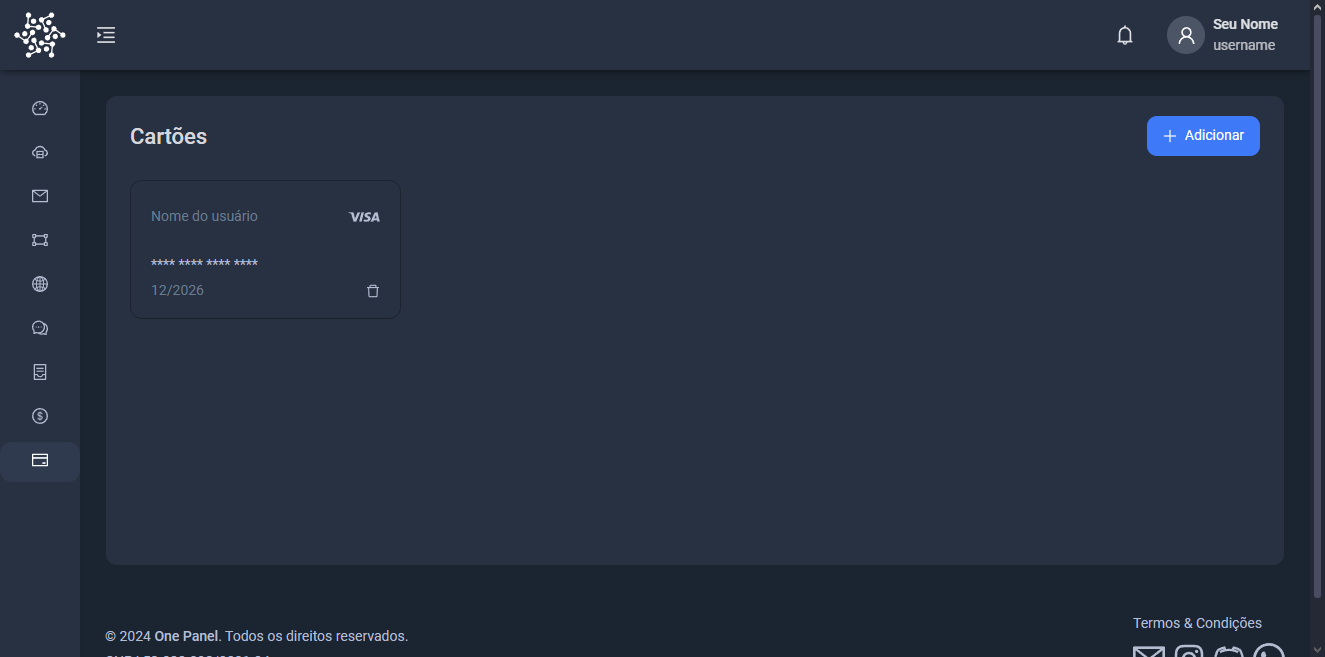 Seu Nome
username
Cartões
Adicionar
Nome do usuário
VISA
**** **** **** ****
12/2026
Termos & Condições
© 2024 One Panel. Todos os direitos reservados.